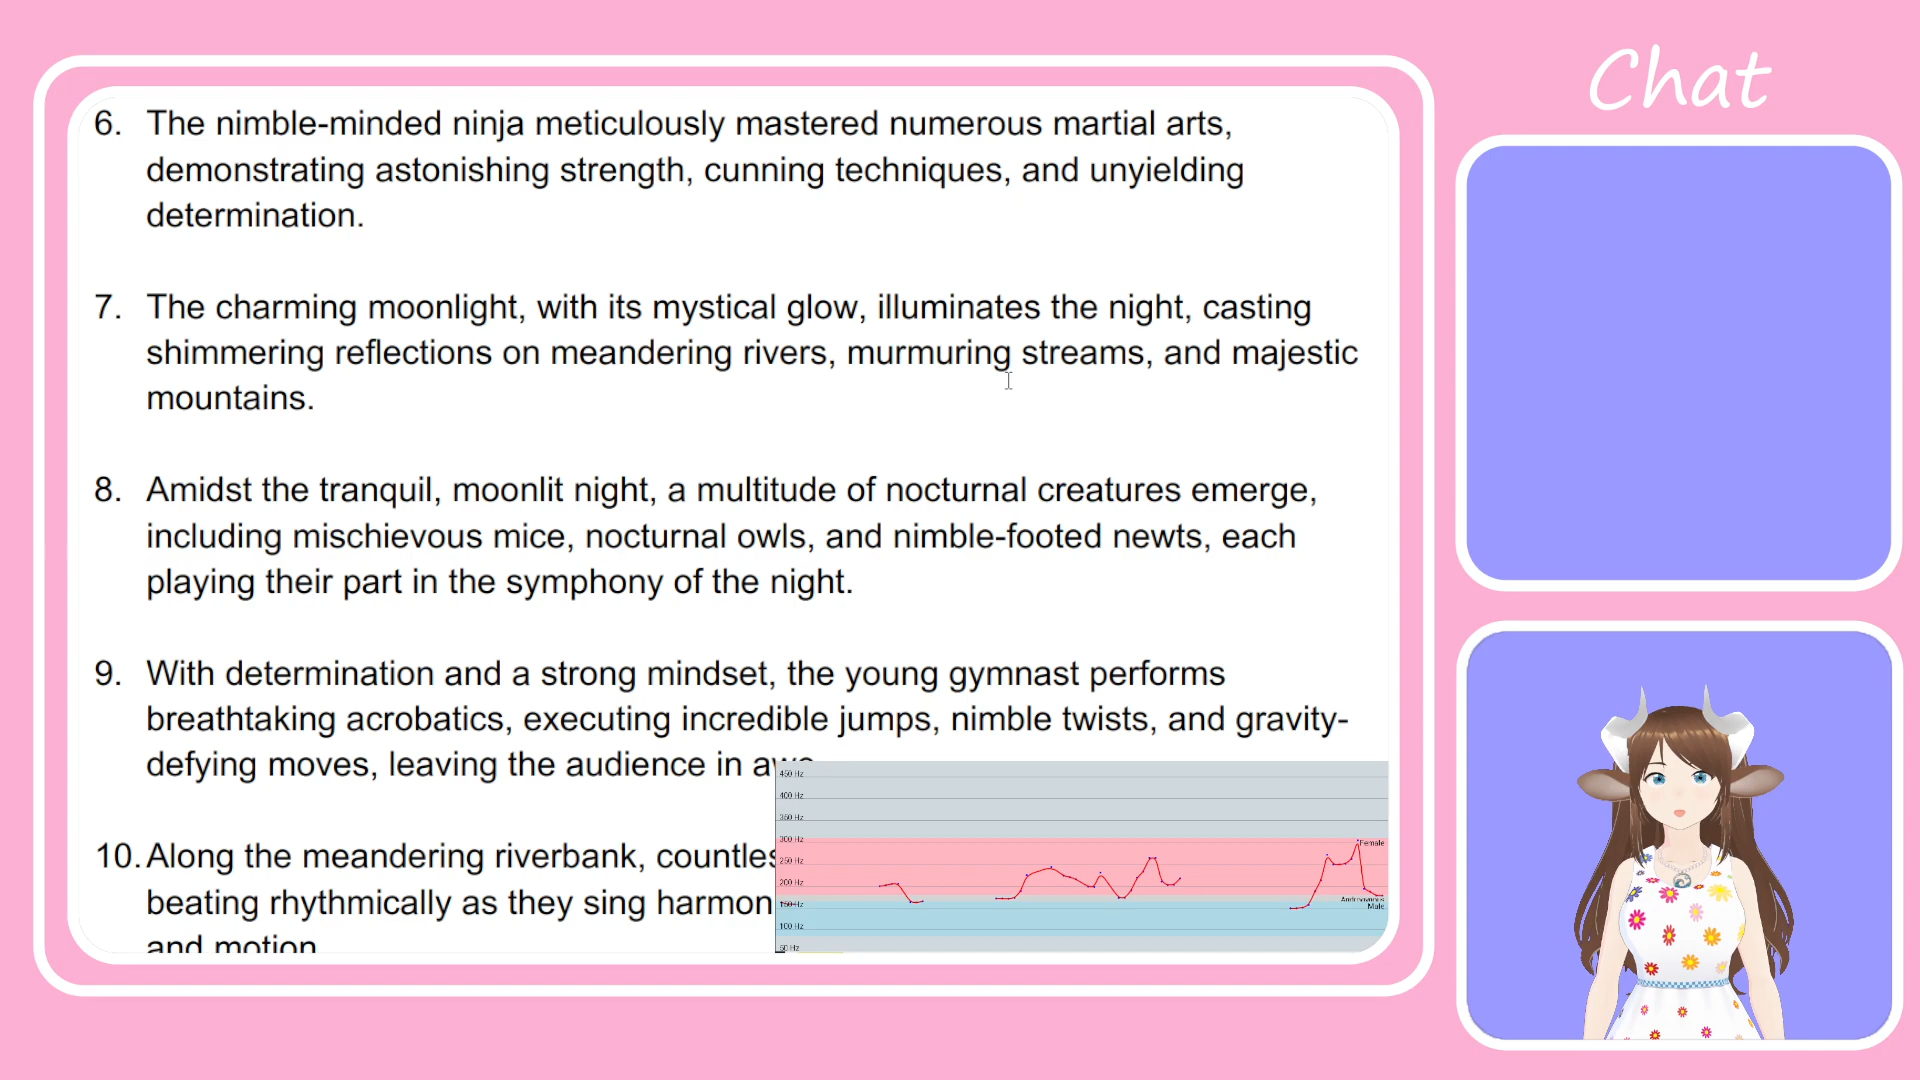 Chat
6. The nimble-minded ninja meticulously mastered numerous martial arts,
demonstrating astonishing strength, cunning techniques, and unyielding
determination.
7. The charming moonlight, with its mystical glow, illuminates the night, casting
shimmering reflections on meandering rivers, murmuring streams, and majestic
mountains.
8. Amidst the tranquil, moonlit night, a multitude of nocturnal creatures emerge,
including mischievous mice, nocturnal owls, and nimble-footed newts, each
playing their part in the symphony of the night.
9. With determination and a strong mindset, the young gymnast performs
breathtaking acrobatics, executing incredible jumps, nimble twists, and gravity-
defying moves, leaving the audience in awe
10. Along the meandering riverbank, countles
beating rhythmically as they sing harmon
and motion
450 Hz
400 Hz
350 Hz
300 Hz
Female
250 Hz
200 Hz
Androgynous
150 Hz
Male
100 Hz
50 Hz